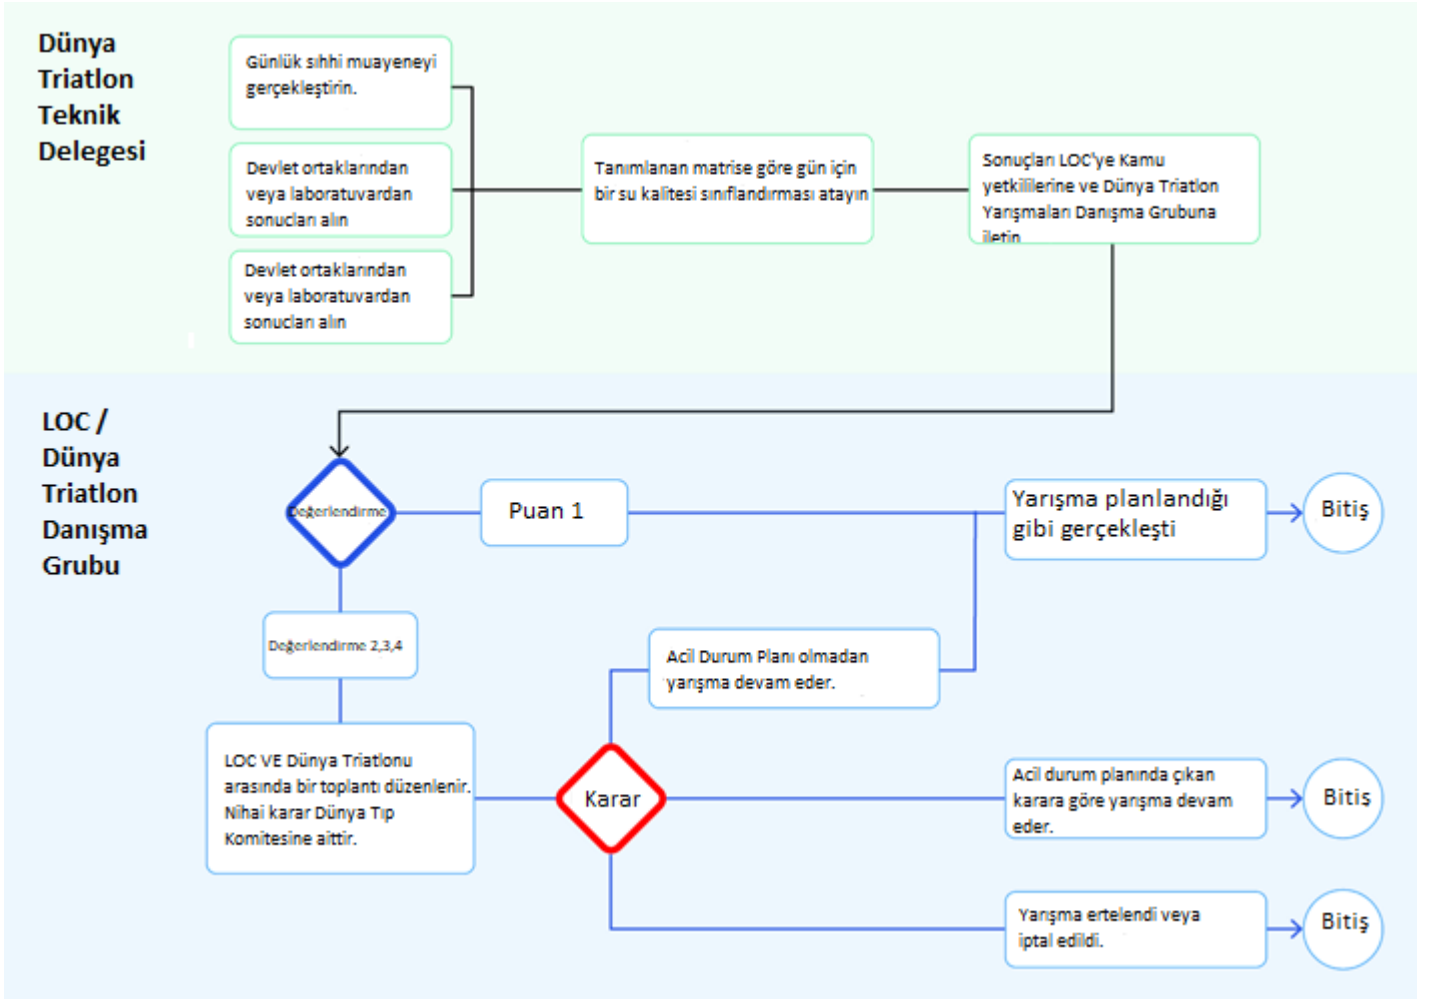 Dünya
Triatlon
Teknik
Delegesi
Günlük sıhhi muayeneyi
gerçekleştirin.
Devlet ortaklarından
veya laboratuvardan
sonucları alın
Devlet ortaklarından
veya laboratuvardan
sonucları alın
Tanımlanan matrise göre gün için
bir su kalitesi sınıflandırması atayın
Sonuçları LOC'ye Kamu
yetkililerine ve Dünya Triatlon
Yarışmaları Danışma Grubuna
iletin
LOC /
Dünya
Triatlon
Danışma
Grubu
Değerlendirme
Puan 1
Yarışma planlandığı
gibi gerçekleşti
Bitiş
Değerlendirme 2,3,4
Acil Durum Planı olmadan
yarışma devam eder.
LOC VE Dünya Triatlonu
arasında bir toplantı düzenlenir.
Nihai karar Dünya Tıp
Komitesine aittir.
Karar
Acil durum planında çıkan
karara göre yarışma devam
eder.
Bitiş
Yarışma ertelendi veya
iptal edildi.
Bitiş